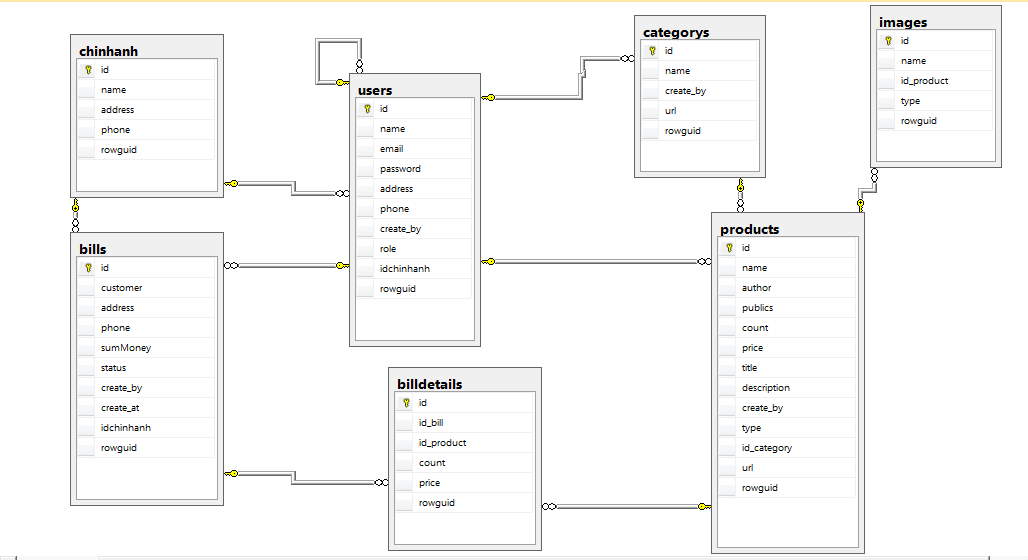 chinhanh
id
name
address
phone
rowguid
users
id
name
email
password
address
phone
create_by
role
idchinhanh
rowguid
categorys
id
name
create_by
url
rowguid
images
id
name
id_product
type
rowguid
bills
id
customer
address
phone
sumMoney
status
create_by
create_at
idchinhanh
rowguid
billdetails
id
id_bill
id_product
count
price
rowguid
products
id
name
author
publics
count
price
title
description
create_by
type
id_category
url
rowguid